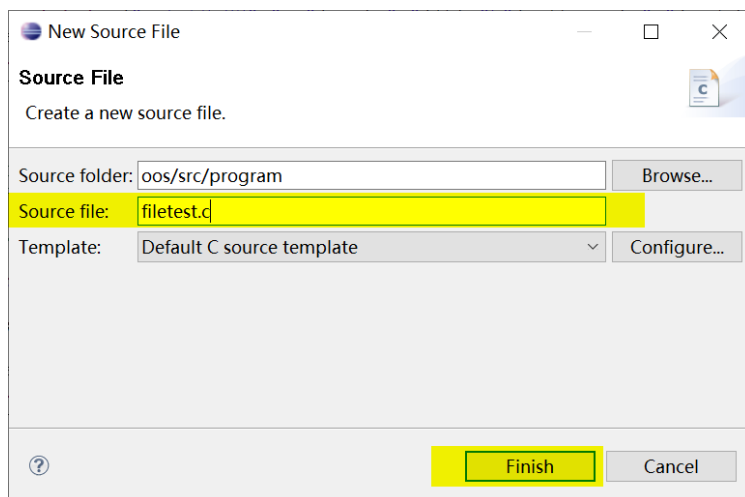 New Source File
Source File
Create a new source file.
C
Source folder: oos/src/program Browse...
Source file: filetest.c
Template: Default C source template Configure...
? Finish Cancel